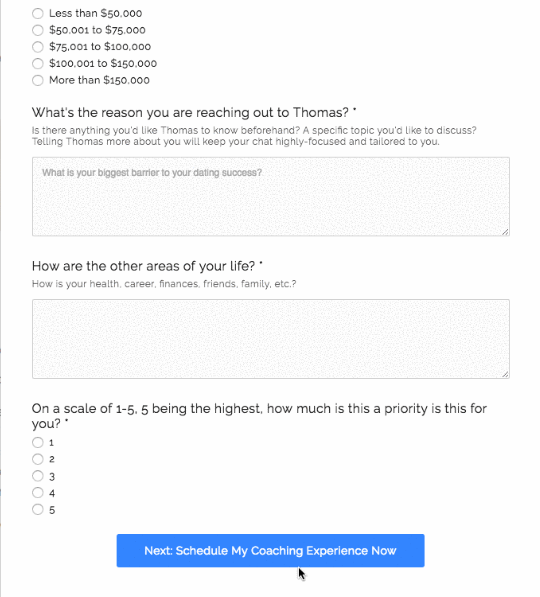 Less than $50,000
$50,001 to $75,000
$75,001 to $100,000
$100,001 to $150,000
More than $150,000
What's the reason you are reaching out to Thomas? *
Is there anything you'd like Thomas to know beforehand? A specific topic you'd like to discuss?
Telling Thomas more about you will keep your chat highly-focused and tailored to you.
What is your biggest barrier to your dating success?
How are the other areas of your life? *
How is your health, career, finances, friends, family, etc.?
On a scale of 1-5, 5 being the highest, how much is this a priority is this for
you? *
1
2
3
4
5
Next: Schedule My Coaching Experience Now